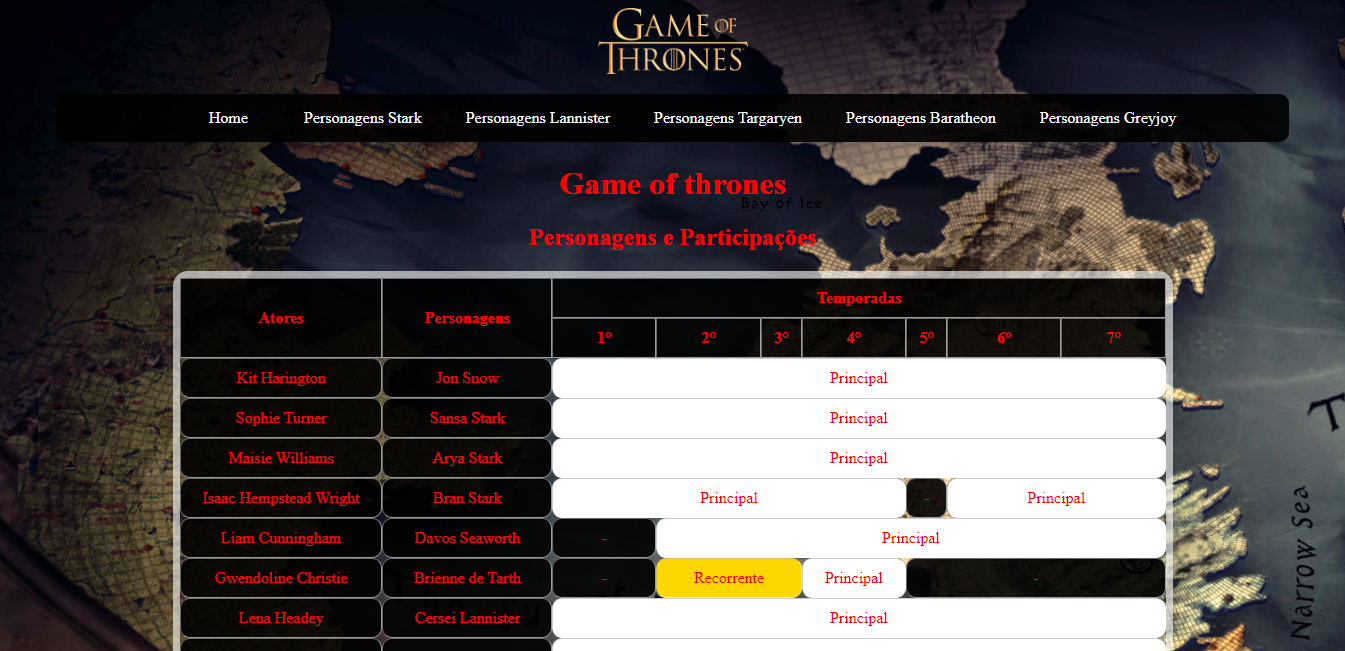 GAME OF
THRONES
Home Personagens Stark Personagens Lannister Personagens Targaryen Personagens Baratheon Personagens Greyjoy
Game of thrones
Bay of Ice
Personagens e Participações
Atores Personagens Temporadas
1º 2º 3º 4º 5º 6º 7º
Kit Harington Jon Snow Principal
Sophie Turner Sansa Stark Principal
Maisie Williams Arya Stark Principal
Isaac Hempstead Wright Bran Stark Principal - Principal
Liam Cunningham Davos Seaworth - Principal
Gwendoline Christie Brienne de Tarth - Recorrente Principal -
Lena Headey Cersei Lannister Principal
Narrow Sea